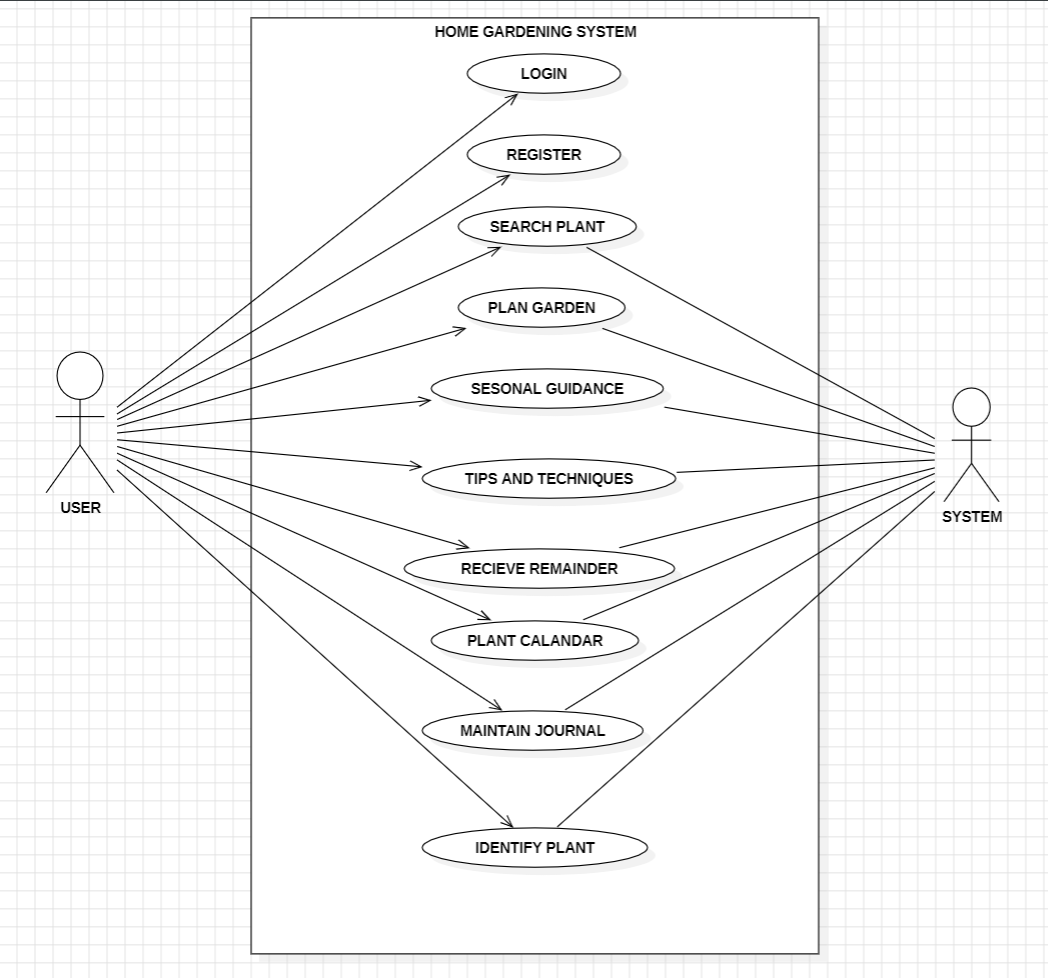 HOME GARDENING SYSTEM
LOGIN
REGISTER
SEARCH PLANT
PLAN GARDEN
SESONAL GUIDANCE
TIPS AND TECHNIQUES
RECIEVE REMAINDER
PLANT CALANDAR
MAINTAIN JOURNAL
IDENTIFY PLANT
USER
SYSTEM